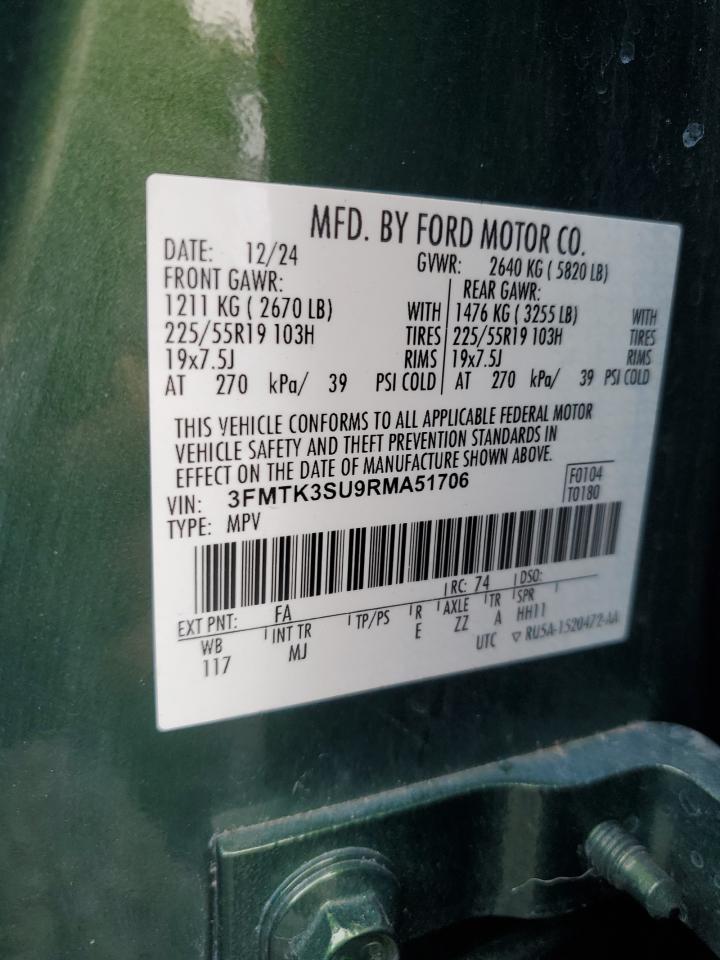 MFD. BY FORD MOTOR CO.
DATE: 12/24 GVWR: 2640 KG ( 5820 LB)
FRONT GAWR: REAR GAWR:
1211 KG ( 2670 LB) WITH 1476 KG ( 3255 LB) WITH
225/55R19 103H TIRES 225/55R19 103H TIRES
19x7.5J RIMS 19x7.5J RIMS
AT 270 kPa/ 39 PSI COLD AT 270 kPa/ 39 PSI COLD
THIS VEHICLE CONFORMS TO ALL APPLICABLE FEDERAL MOTOR
VEHICLE SAFETY AND THEFT PREVENTION STANDARDS IN
EFFECT ON THE DATE OF MANUFACTURE SHOWN ABOVE.
VIN: 3FMTK3SU9RMA51706 F0104
TYPE: MPV T0180
EXT PNT: FA RC: 74 DSO:
WB INT TR TP/PS R AXLE TR SPR
117 MJ E ZZ A HH11
UTC ▽ RU5A-1520472-AA